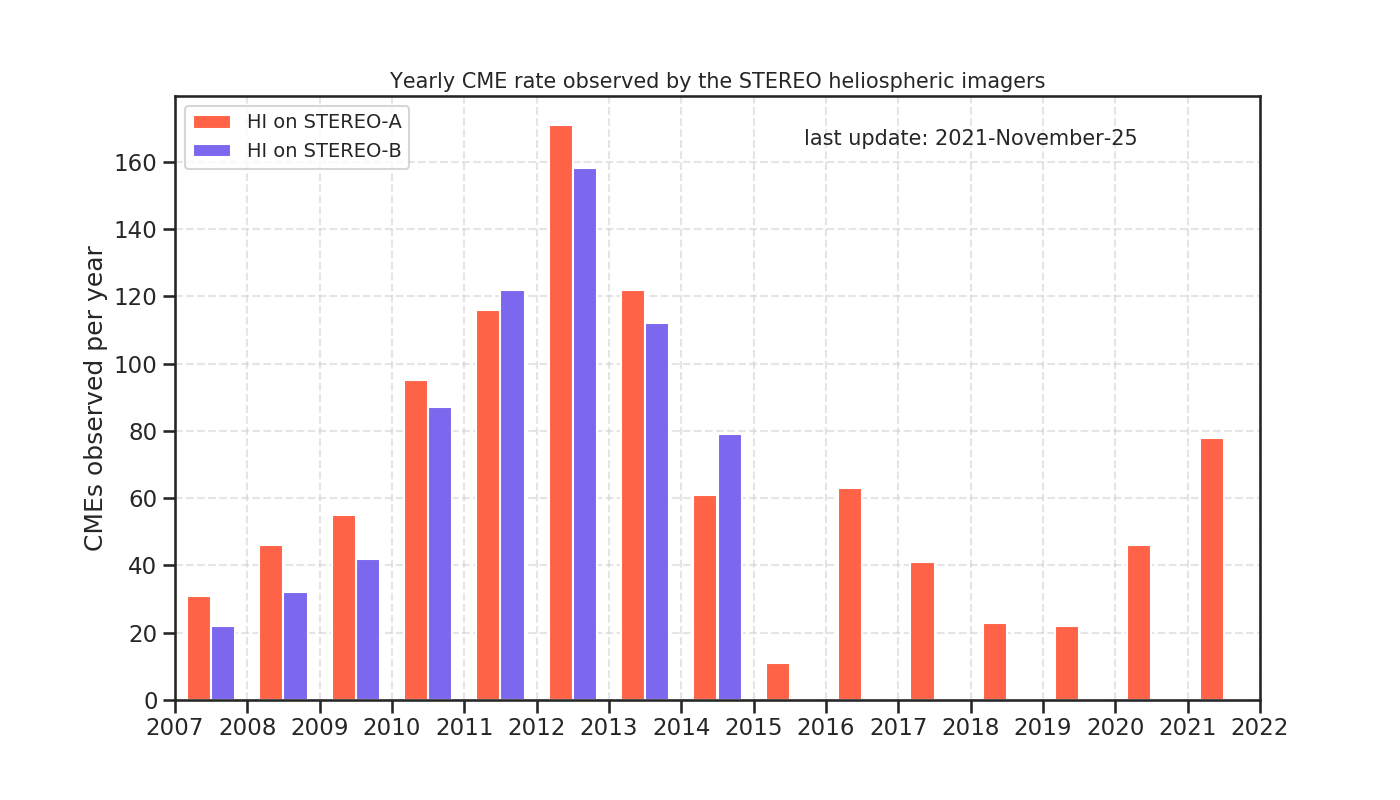 Yearly CME rate observed by the STEREO heliospheric imagers
HI on STEREO-A
HI on STEREO-B
last update: 2021-November-25
CMEs observed per year
160
140
120
100
80
60
40
20
0
2007 2008 2009 2010 2011 2012 2013 2014 2015 2016 2017 2018 2019 2020 2021 2022